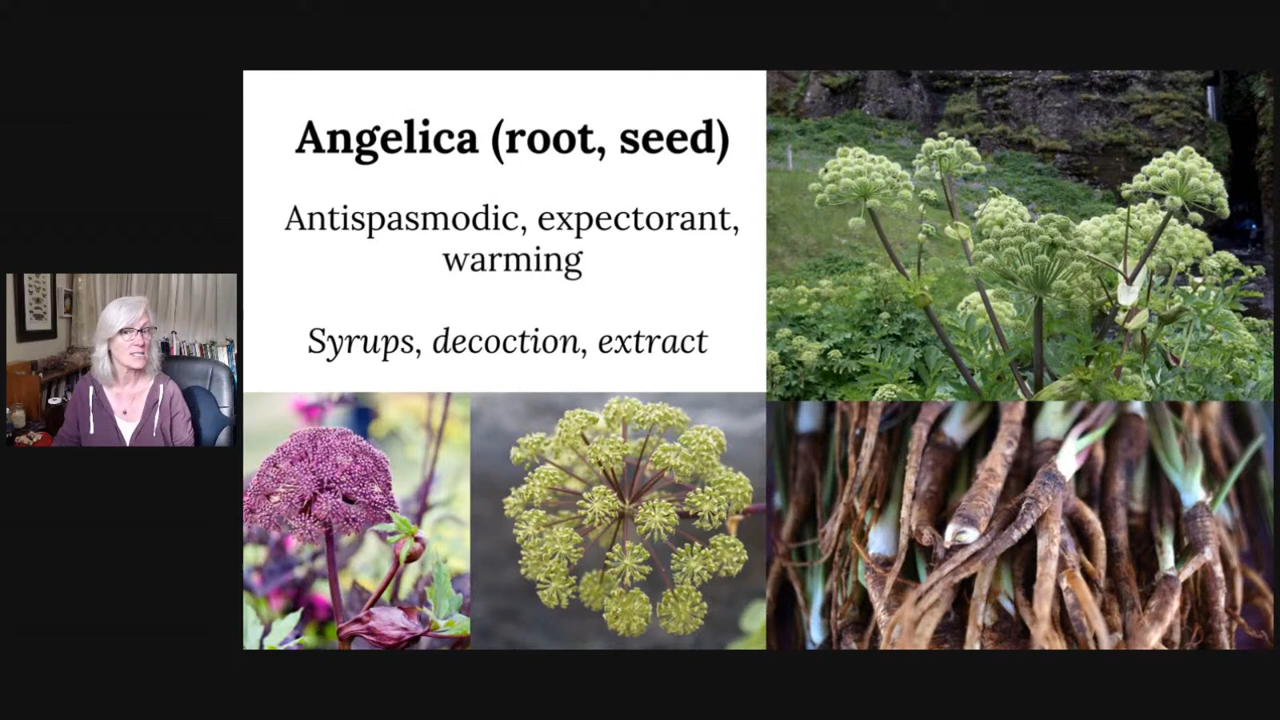 Angelica (root, seed)
Antispasmodic, expectorant,
warming
Syrups, decoction, extract